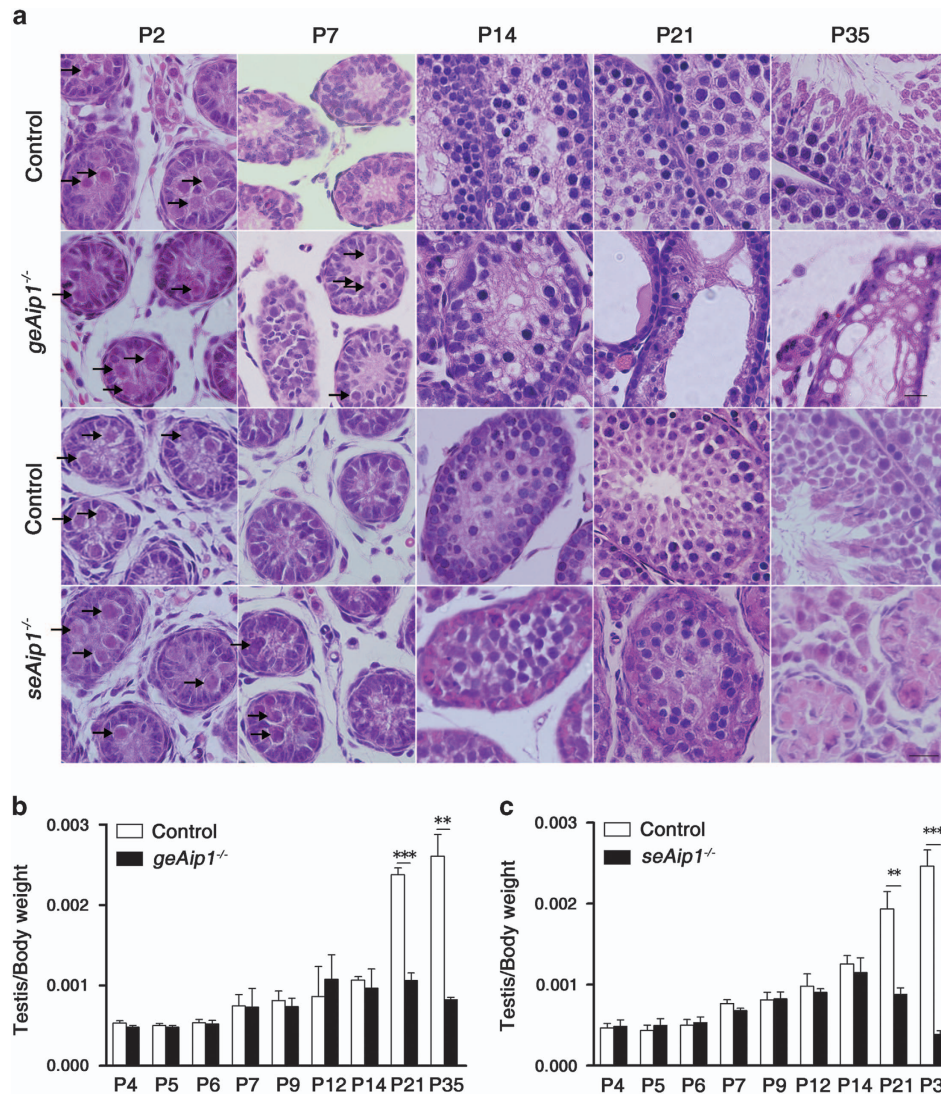 a
P2 P7 P14 P21 P35
Control
geAip1-/-
Control
seAip1-/-
b
0.003
0.002
0.001
0.000
Testis/Body weight
Control
geAip1-/-
*** **
P4 P5 P6 P7 P9 P12 P14 P21 P35
c
0.003
0.002
0.001
0.000
Testis/Body weight
Control
seAip1-/-
** ***
P4 P5 P6 P7 P9 P12 P14 P21 P3